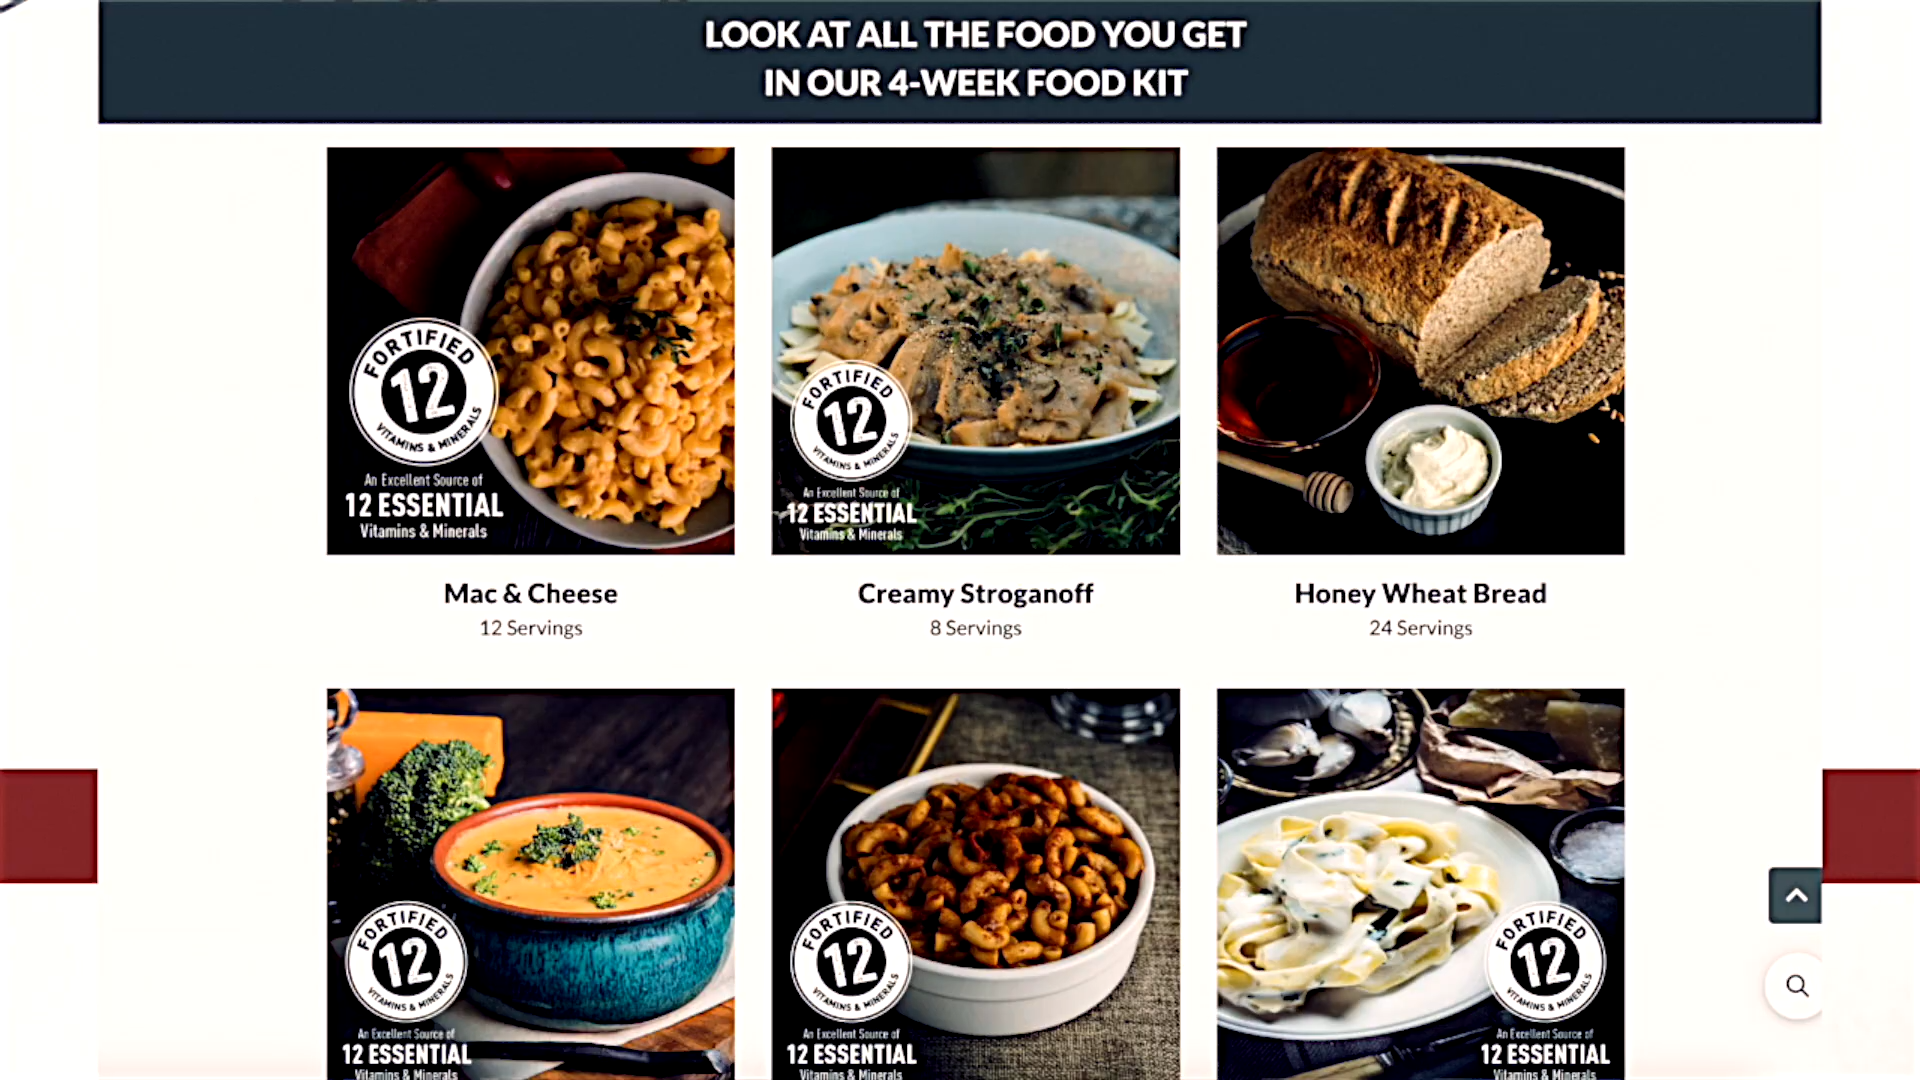 LOOK AT ALL THE FOOD YOU GET
IN OUR 4-WEEK FOOD KIT
FORTIFIED
12
VITAMINS & MINERALS
An Excellent Source of
12 ESSENTIAL
Vitamins & Minerals
FORTIFIED
12
VITAMINS & MINERALS
An Excellent Source of
12 ESSENTIAL
Vitamins & Minerals
Mac & Cheese
12 Servings
Creamy Stroganoff
8 Servings
Honey Wheat Bread
24 Servings
FORTIFIED
12
VITAMINS & MINERALS
An Excellent Source of
12 ESSENTIAL
Vitamins & Minerals
FORTIFIED
12
VITAMINS & MINERALS
An Excellent Source of
12 ESSENTIAL
Vitamins & Minerals
FORTIFIED
12
VITAMINS & MINERALS
An Excellent Source of
12 ESSENTIAL
Vitamins & Minerals